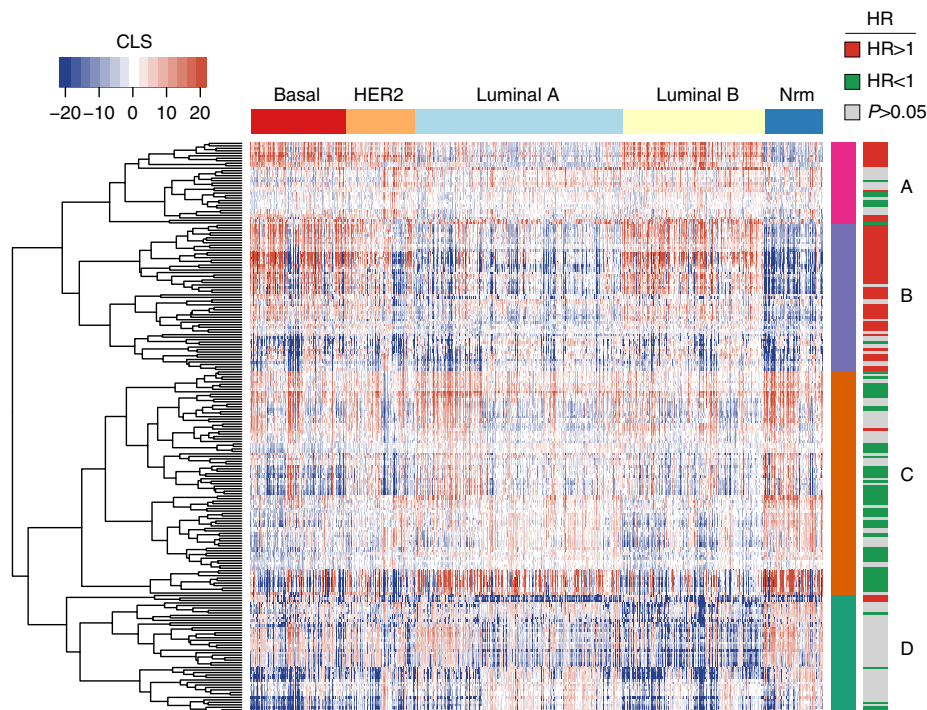 CLS
−20 −10 0 10 20
Basal HER2 Luminal A Luminal B Nrm
HR
HR>1
HR<1
P>0.05
A
B
C
D